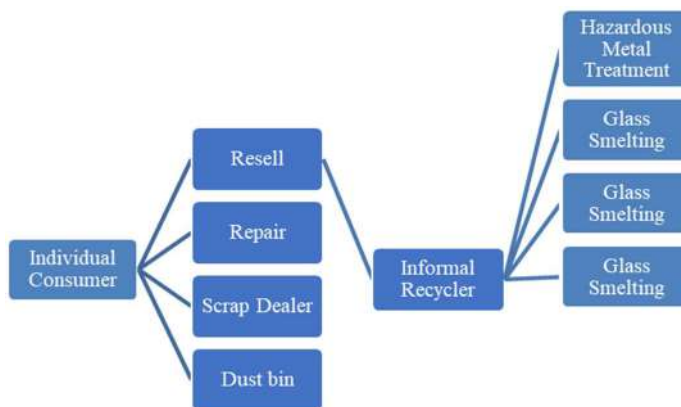 Individual
Consumer
Resell
Repair
Scrap Dealer
Dust bin
Informal
Recycler
Hazardous
Metal
Treatment
Glass
Smelting
Glass
Smelting
Glass
Smelting